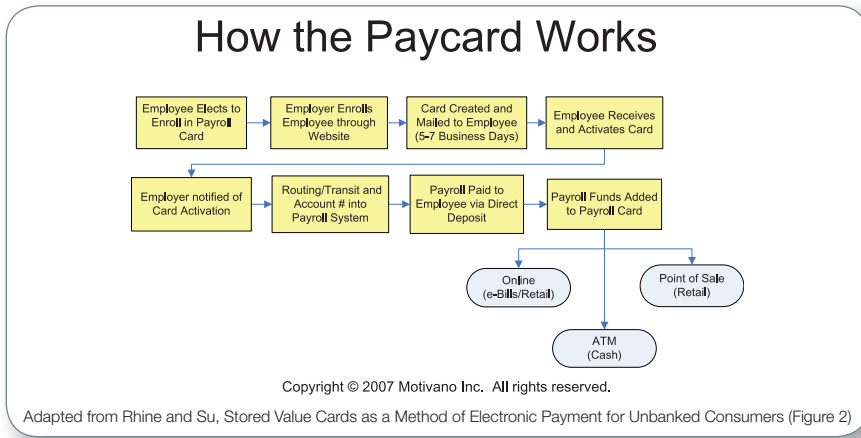 How the Paycard Works
Employee Elects to
Enroll in Payroll
Card
Employer Enrolls
Employee through
Website
Card Created and
Mailed to Employee
(5-7 Business Days)
Employee Receives
and Activates Card
Employer notified of
Card Activation
Routing/Transit and
Account # into
Payroll System
Payroll Paid to
Employee via Direct
Deposit
Payroll Funds Added
to Payroll Card
Online
(e-Bills/Retail)
Point of Sale
(Retail)
ATM
(Cash)
Copyright © 2007 Motivano Inc. All rights reserved.
Adapted from Rhine and Su, Stored Value Cards as a Method of Electronic Payment for Unbanked Consumers (Figure 2)